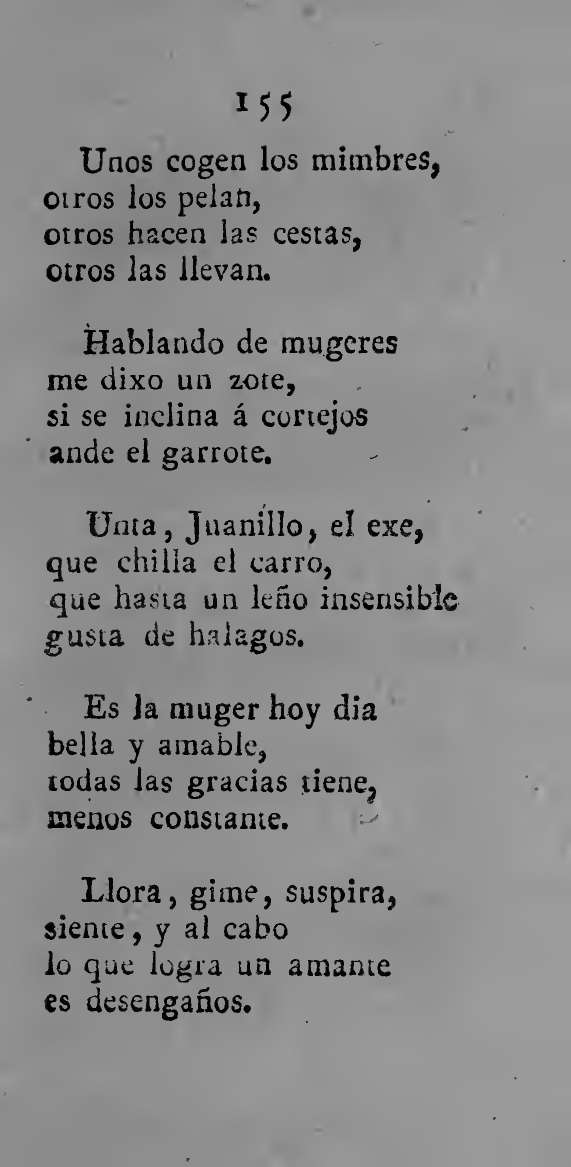 155
Unos cogen los mimbres,
otros los pelan,
otros hacen las cestas,
otros las llevan.
Hablando de mugeres
me dixo un zote,
si se inclina á cortejos
ande el garrote.
Unta, Juanillo, el exe,
que chilla el carro,
que hasta un leño insensible
gusta de halagos.
Es la muger hoy dia
bella y amable,
todas las gracias tiene,
menos constante.
Llora, gime, suspira,
siente, y al cabo
lo que logra un amante
es desengaños.